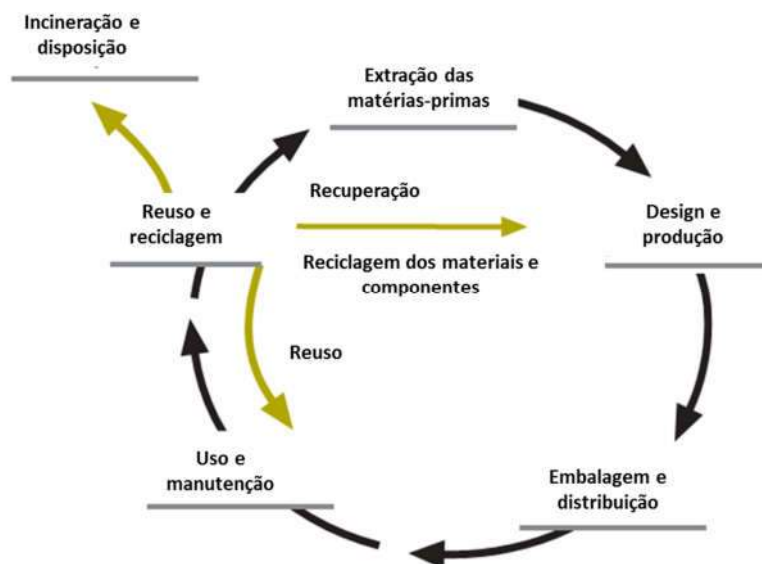 Incineração e
disposição
Extração das
matérias-primas
Recuperação
Reuso e
reciclagem
Design e
produção
Reciclagem dos materiais e
componentes
Reuso
Uso e
manutenção
Embalagem e
distribuição